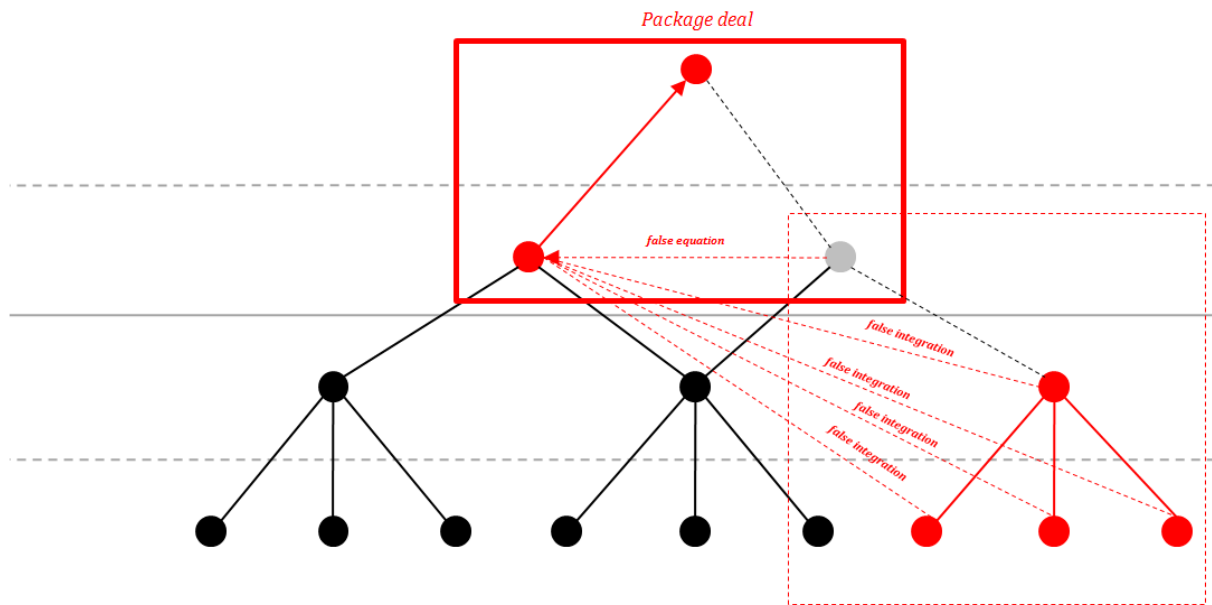 Package deal
false equation
false integration
false integration
false integration
false integration